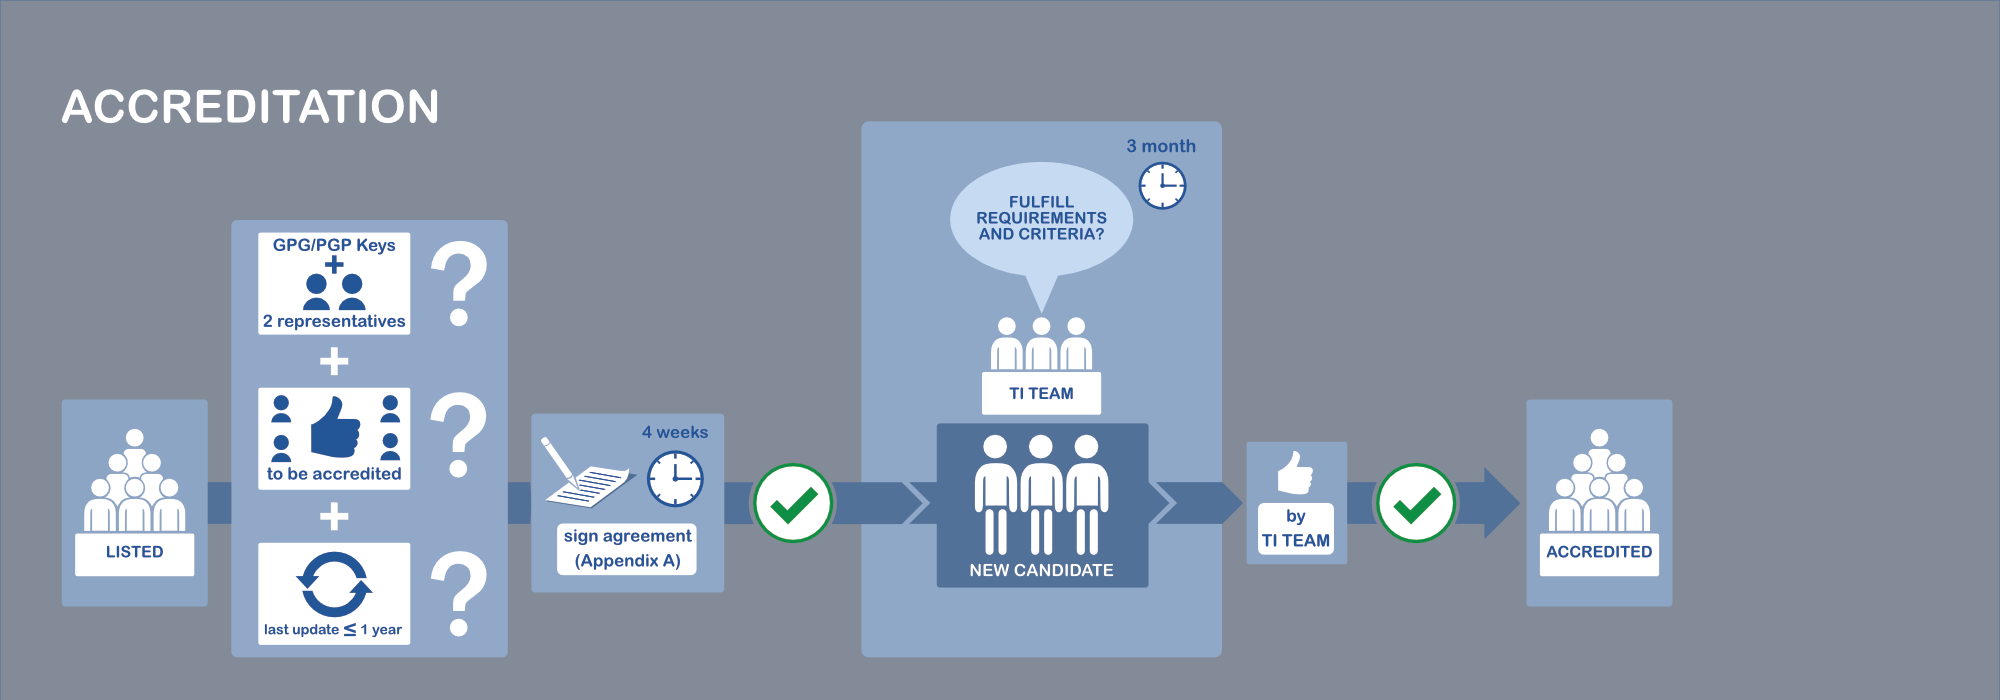 ACCREDITATION
LISTED
GPG/PGP Keys
+
2 representatives
+
to be accredited
+
last update ≤ 1 year
?
?
?
4 weeks
sign agreement
(Appendix A)
3 month
FULFILL
REQUIREMENTS
AND CRITERIA?
TI TEAM
NEW CANDIDATE
by
TI TEAM
ACCREDITED